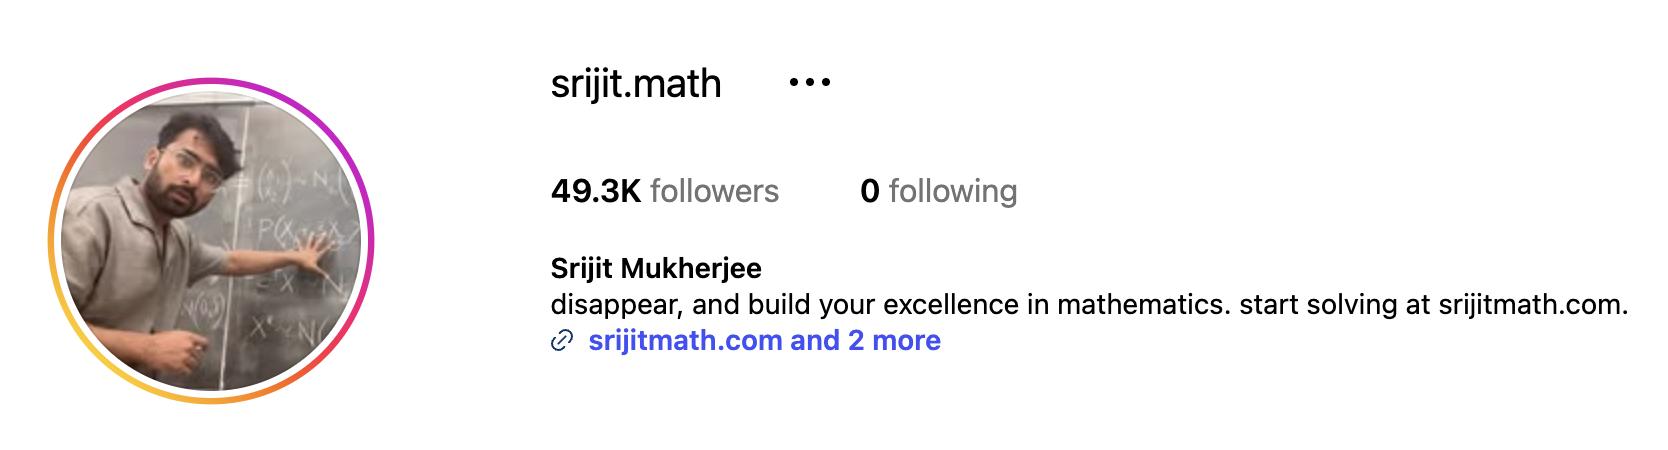 srijit.math
49.3K followers 0 following
Srijit Mukherjee
disappear, and build your excellence in mathematics. start solving at srijitmath.com.
srijitmath.com and 2 more